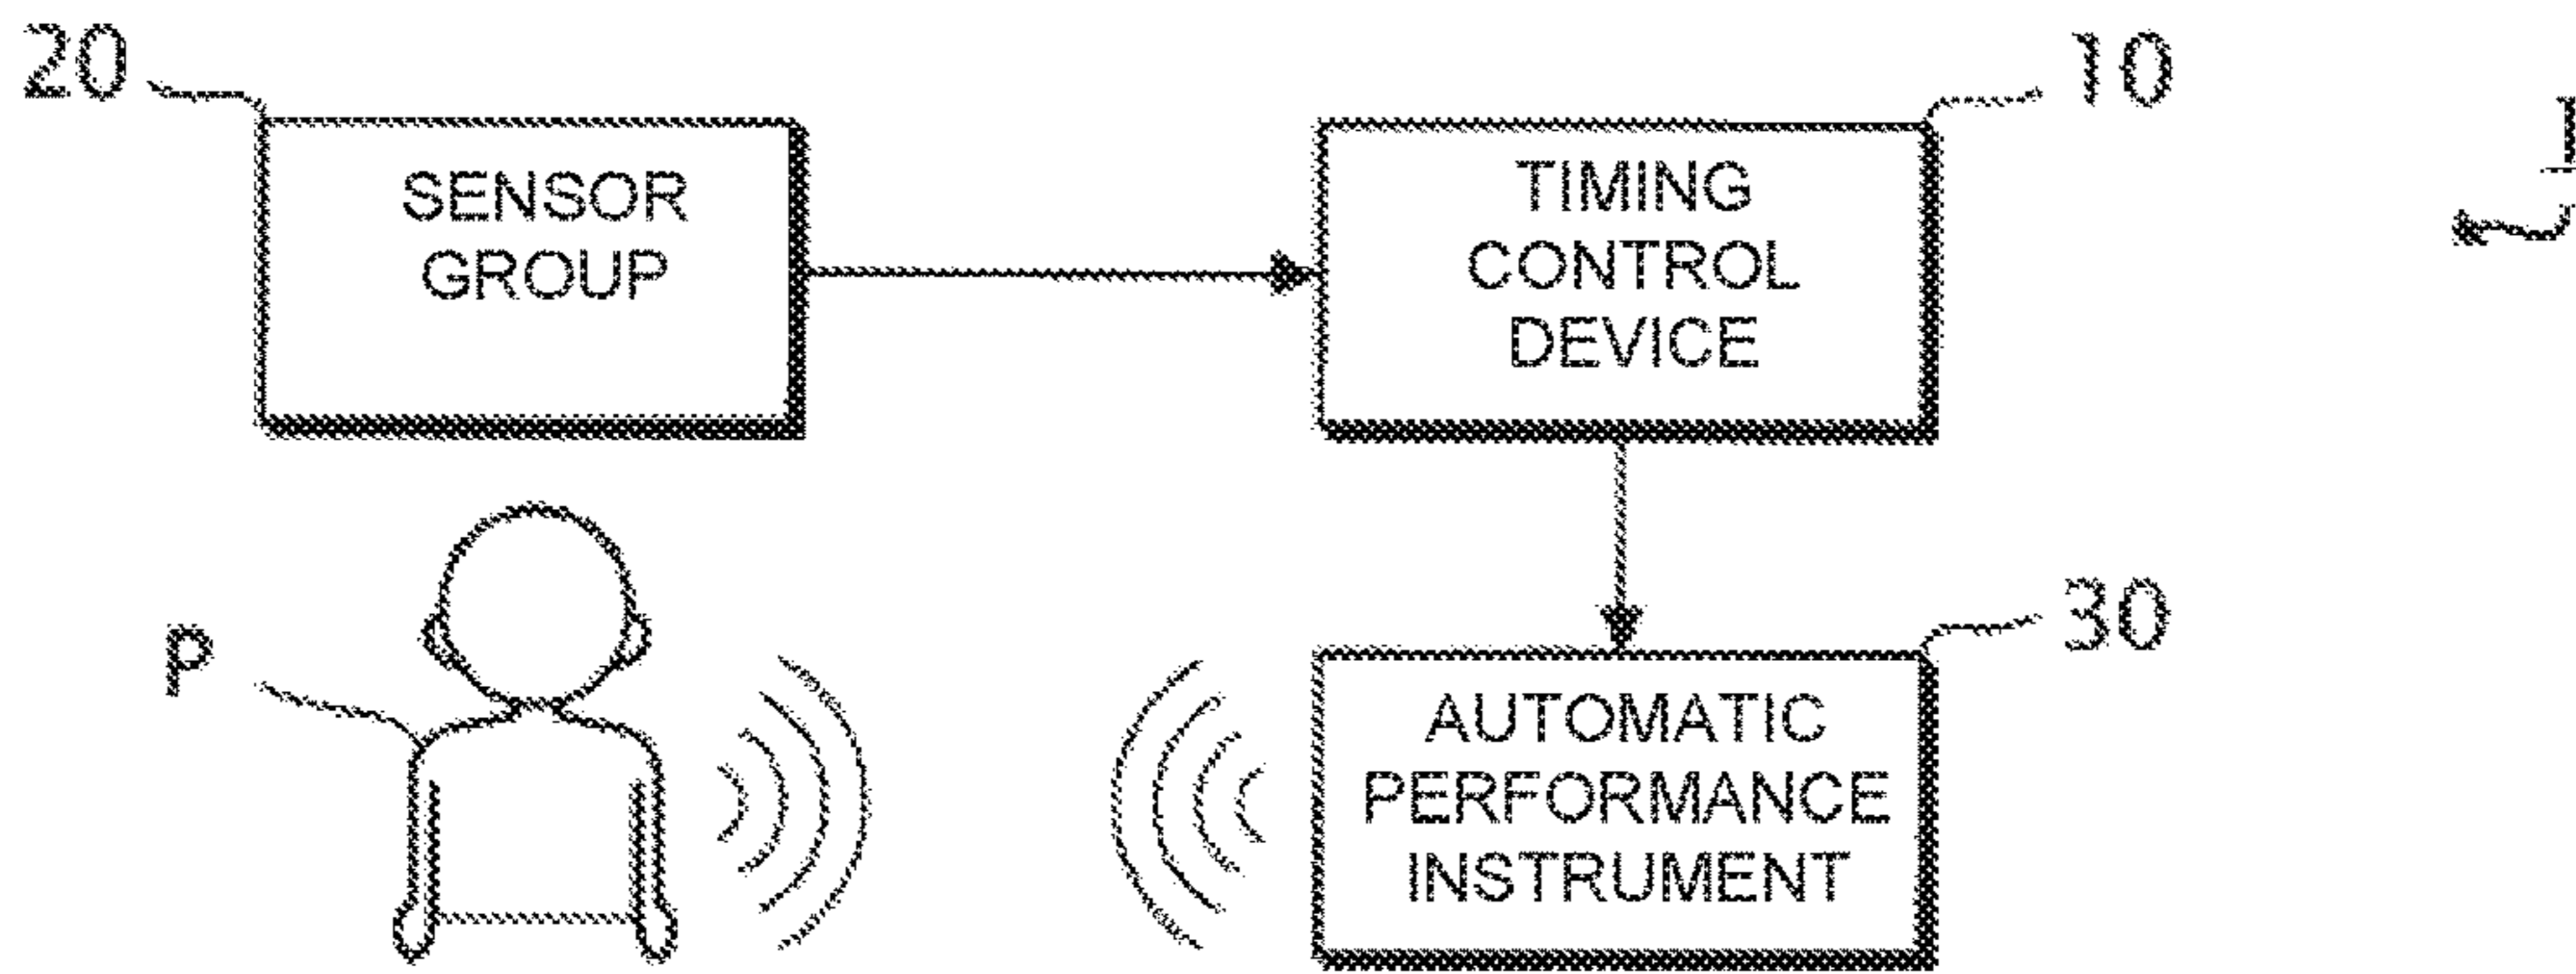 20
SENSOR
GROUP
10
TIMING
CONTROL
DEVICE
1
P
30
AUTOMATIC
PERFORMANCE
INSTRUMENT